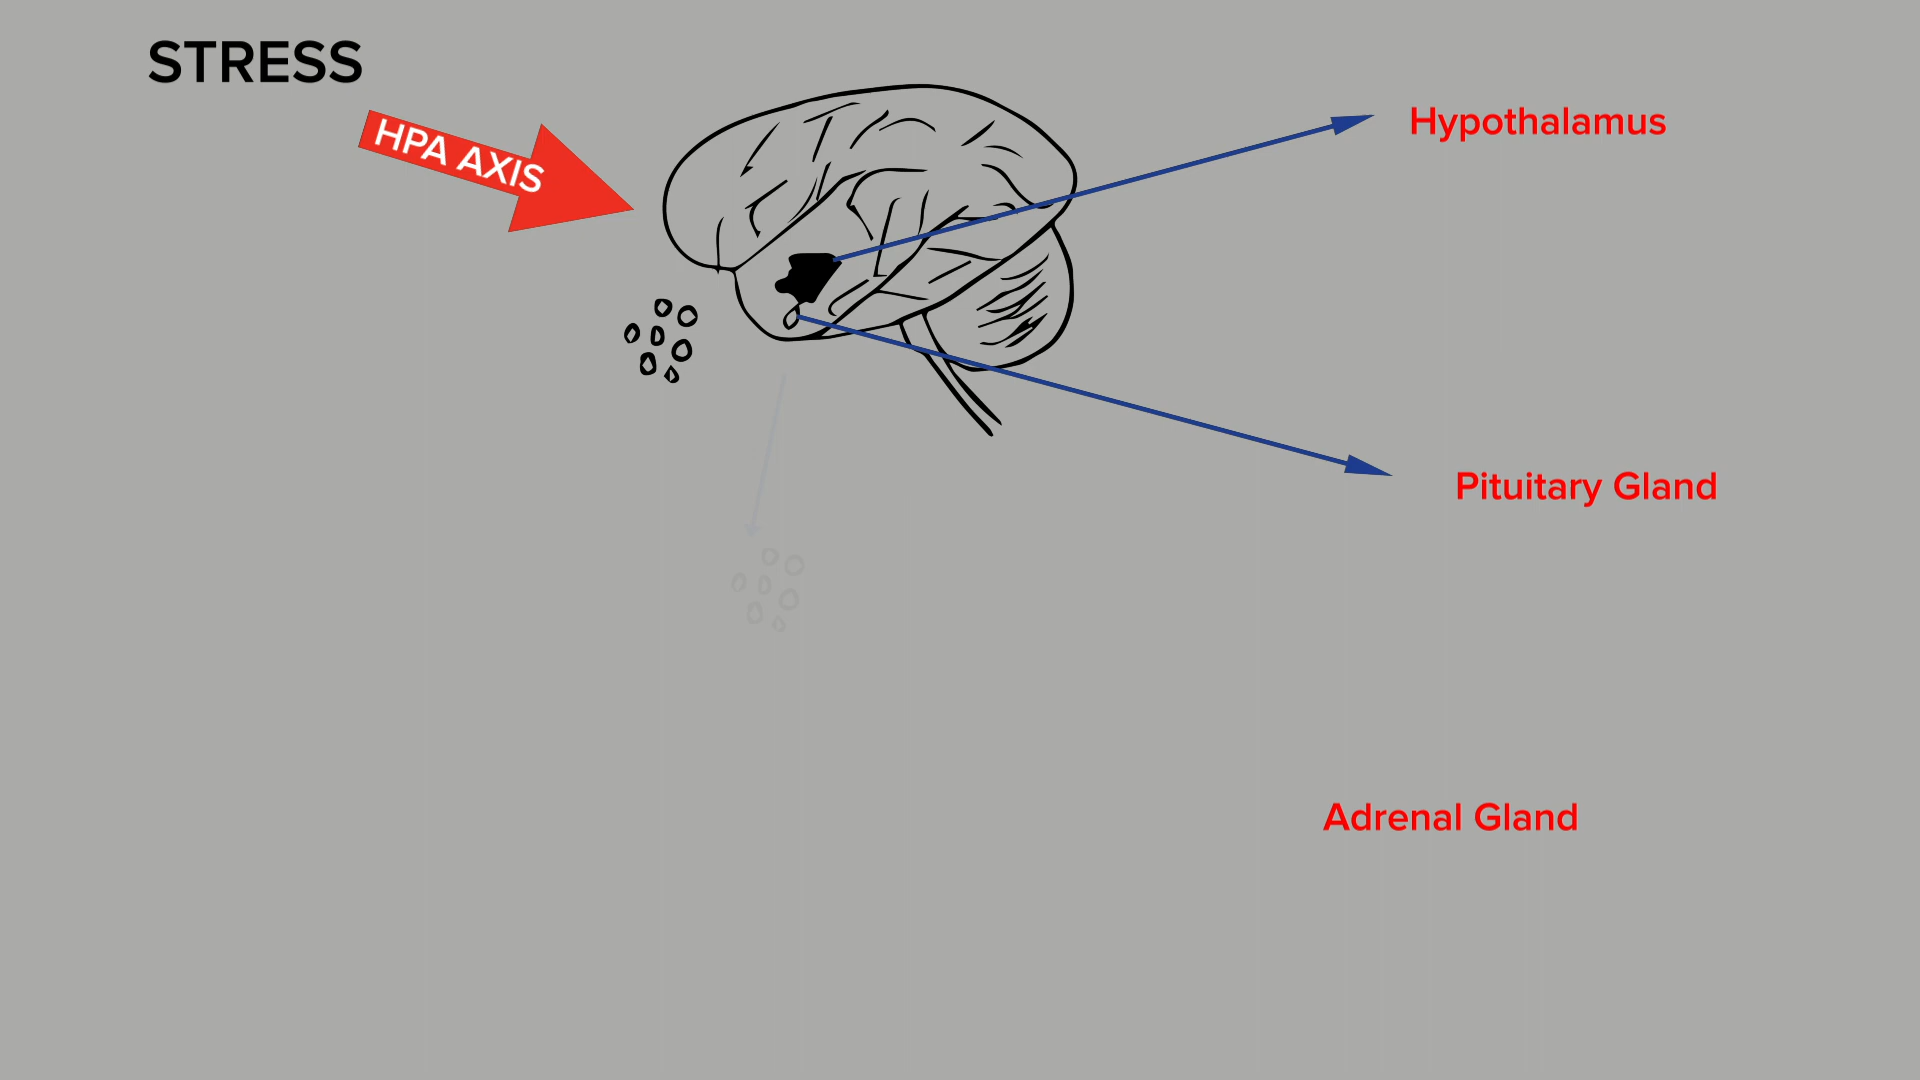 STRESS
HPA AXIS
Hypothalamus
Pituitary Gland
Adrenal Gland